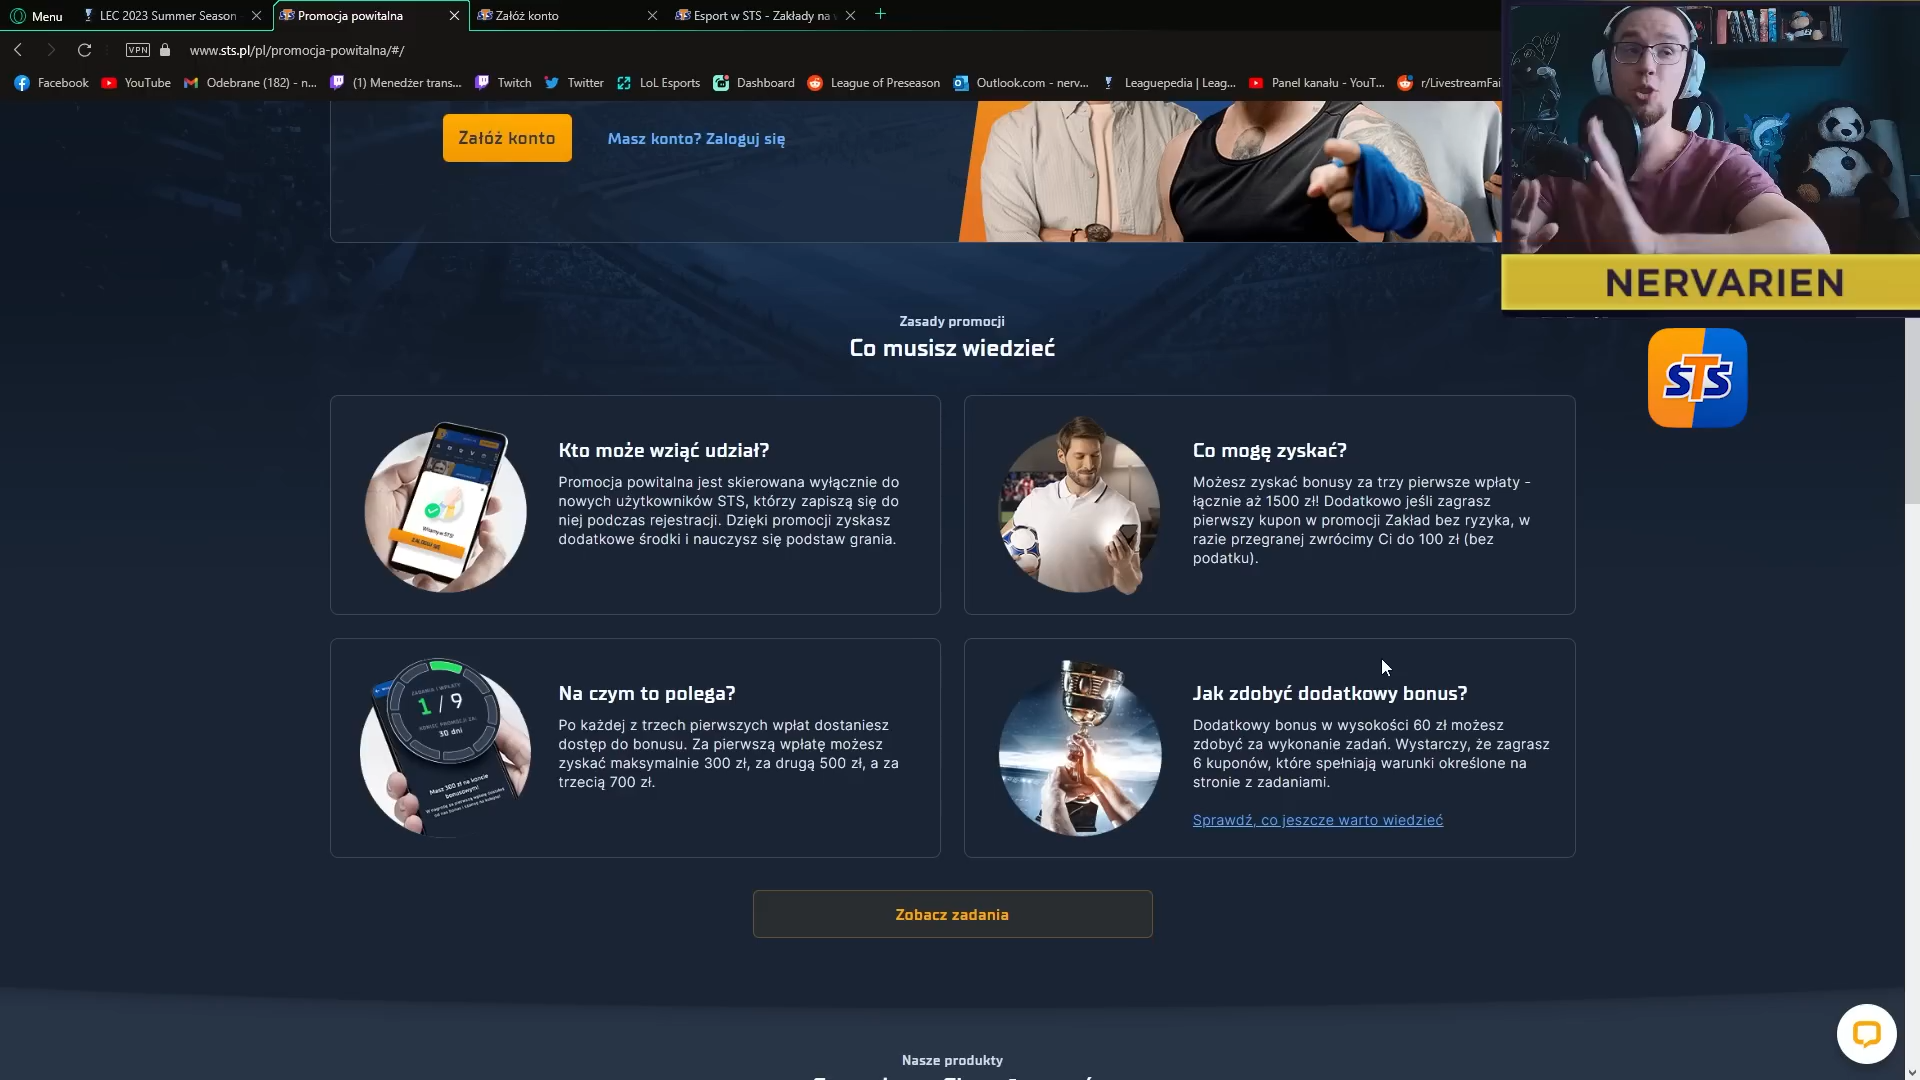 Menu
LEC 2023 Summer Season
Promocja powitalna
Załóż konto
Esport w STS - Zakłady na
VPN
www.sts.pl/pl/promocja-powitalna/#/
Facebook
YouTube
Odebrane (182) - n...
(1) Menedżer trans...
Twitch
Twitter
LoL Esports
Dashboard
League of Preseason
Outlook.com - nerv...
Leaguepedia | Leag...
Panel kanału - YouT...
r/LivestreamFai
Załóż konto
Masz konto? Zaloguj się
NERVARIEN
STS
Zasady promocji
Co musisz wiedzieć
Kto może wziąć udział?
Promocja powitalna jest skierowana wyłącznie do
nowych użytkowników STS, którzy zapiszą się do
niej podczas rejestracji. Dzięki promocji zyskasz
dodatkowe środki i nauczysz się podstaw grania.
Co mogę zyskać?
Możesz zyskać bonusy za trzy pierwsze wpłaty -
łącznie aż 1500 zł! Dodatkowo jeśli zagrasz
pierwszy kupon w promocji Zakład bez ryzyka, w
razie przegranej zwrócimy Ci do 100 zł (bez
podatku).
1 / 9
30 dni
Na czym to polega?
Po każdej z trzech pierwszych wpłat dostaniesz
dostęp do bonusu. Za pierwszą wpłatę możesz
zyskać maksymalnie 300 zł, za drugą 500 zł, a za
trzecią 700 zł.
Jak zdobyć dodatkowy bonus?
Dodatkowy bonus w wysokości 60 zł możesz
zdobyć za wykonanie zadań. Wystarczy, że zagrasz
6 kuponów, które spełniają warunki określone na
stronie z zadaniami.
Sprawdź, co jeszcze warto wiedzieć
Zobacz zadania
Nasze produkty